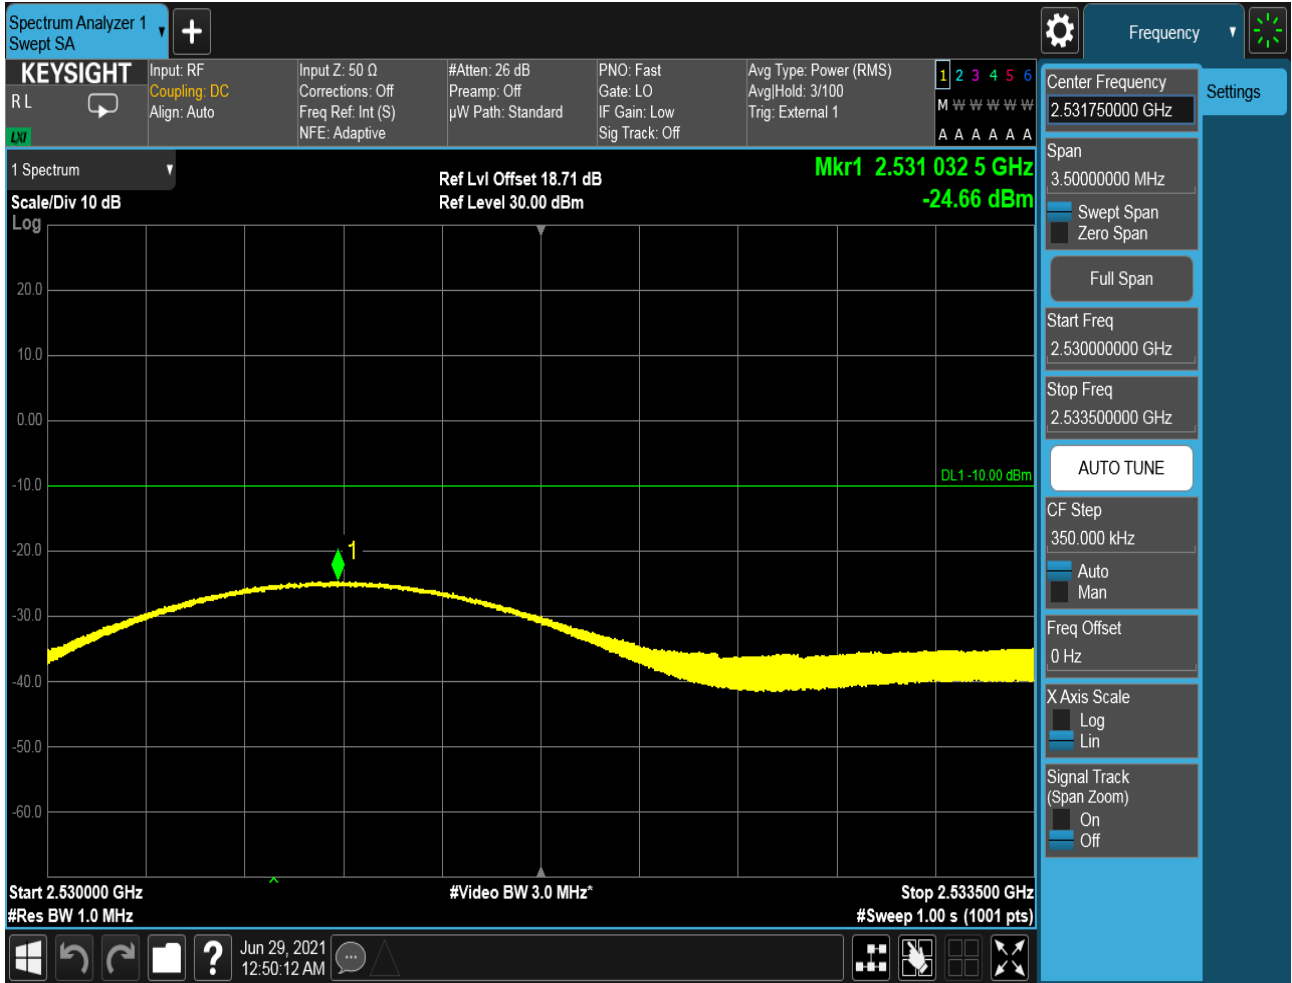 Spectrum Analyzer 1
Swept SA
Frequency
KEYSIGHT
R L
LXI
Input: RF
Coupling: DC
Align: Auto
Input Z: 50 Ω
Corrections: Off
Freq Ref: Int (S)
NFE: Adaptive
#Atten: 26 dB
Preamp: Off
µW Path: Standard
PNO: Fast
Gate: LO
IF Gain: Low
Sig Track: Off
Avg Type: Power (RMS)
Avg|Hold: 3/100
Trig: External 1
1 2 3 4 5 6
M W W W W W
A A A A A A
1 Spectrum
Scale/Div 10 dB
Log
Ref Lvl Offset 18.71 dB
Ref Level 30.00 dBm
Mkr1 2.531 032 5 GHz
-24.66 dBm
20.0
10.0
0.00
-10.0
-20.0
-30.0
-40.0
-50.0
-60.0
DL1 -10.00 dBm
1
Start 2.530000 GHz
#Res BW 1.0 MHz
#Video BW 3.0 MHz*
Stop 2.533500 GHz
#Sweep 1.00 s (1001 pts)
Center Frequency
2.531750000 GHz
Settings
Span
3.50000000 MHz
Swept Span
Zero Span
Full Span
Start Freq
2.530000000 GHz
Stop Freq
2.533500000 GHz
AUTO TUNE
CF Step
350.000 kHz
Auto
Man
Freq Offset
0 Hz
X Axis Scale
Log
Lin
Signal Track
(Span Zoom)
On
Off
?
Jun 29, 2021
12:50:12 AM